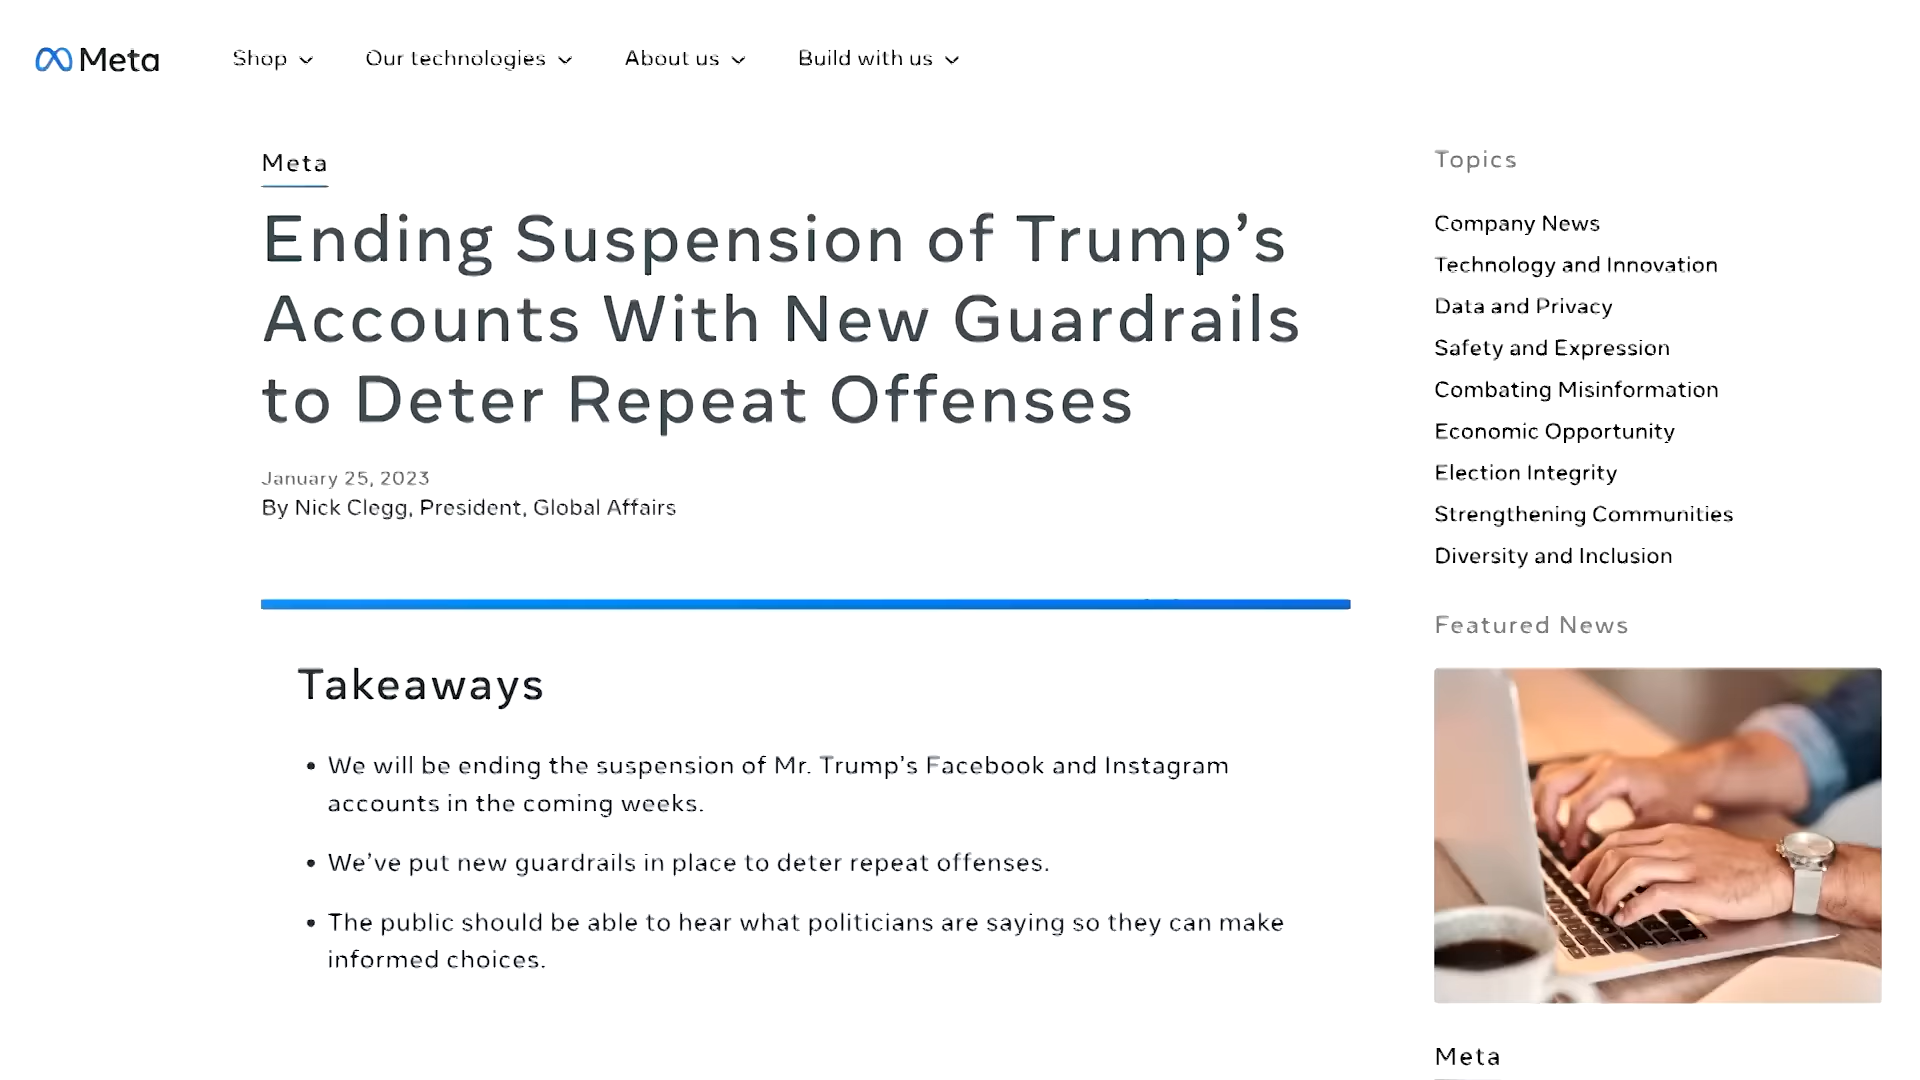 Meta
Shop
Our technologies
About us
Build with us
Meta
Ending Suspension of Trump’s
Accounts With New Guardrails
to Deter Repeat Offenses
January 25, 2023
By Nick Clegg, President, Global Affairs
Takeaways
• We will be ending the suspension of Mr. Trump’s Facebook and Instagram
accounts in the coming weeks.
• We’ve put new guardrails in place to deter repeat offenses.
• The public should be able to hear what politicians are saying so they can make
informed choices.
Topics
Company News
Technology and Innovation
Data and Privacy
Safety and Expression
Combating Misinformation
Economic Opportunity
Election Integrity
Strengthening Communities
Diversity and Inclusion
Featured News
Meta